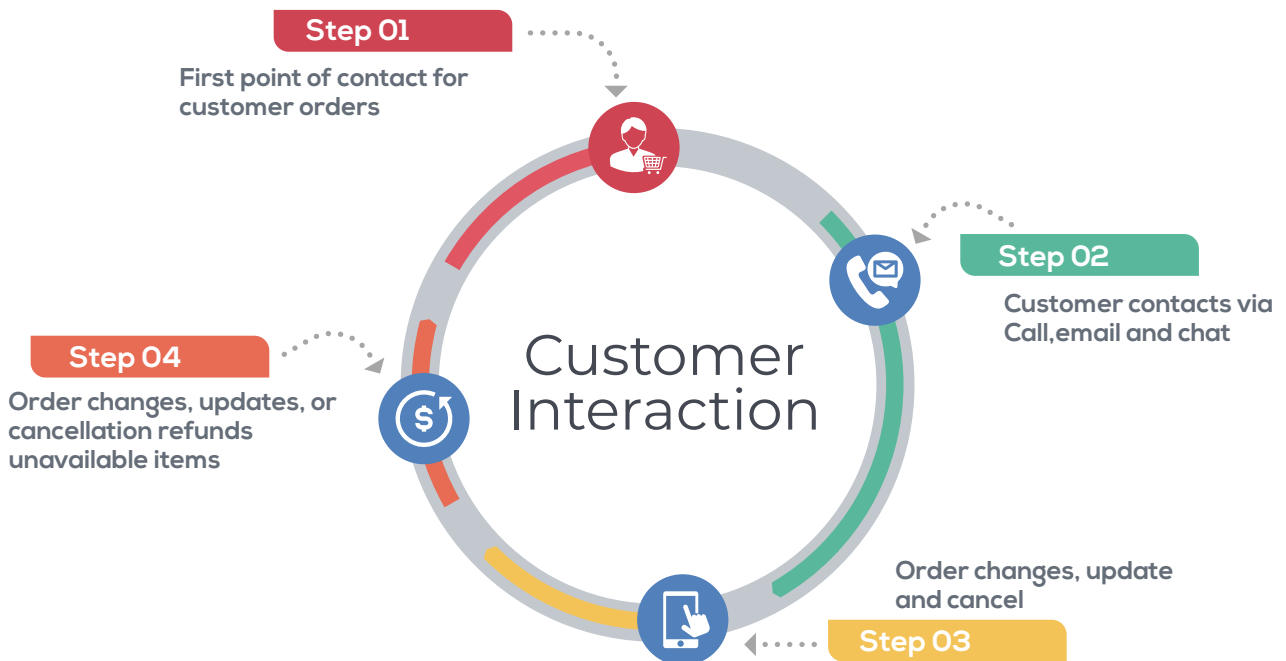 Step 01
First point of contact for
customer orders
Step 02
Customer contacts via
Call,email and chat
Customer
Interaction
Step 04
Order changes, updates, or
cancellation refunds
unavailable items
$
Order changes, update
and cancel
Step 03